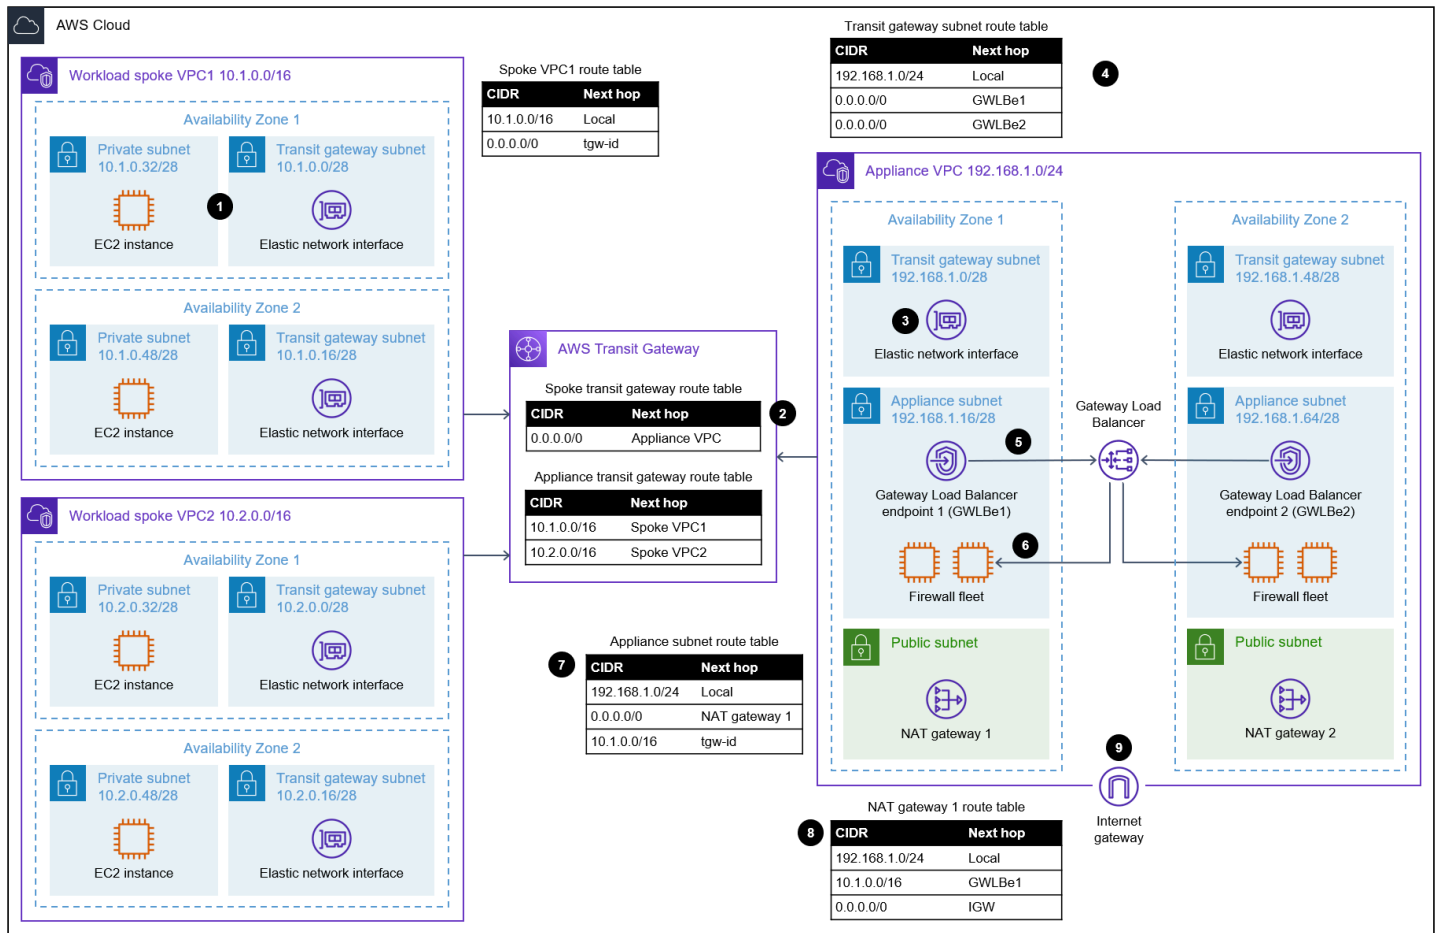 AWS Cloud
Workload spoke VPC1 10.1.0.0/16
Availability Zone 1
Private subnet
10.1.0.32/28
EC2 instance
1
Transit gateway subnet
10.1.0.0/28
Elastic network interface
Availability Zone 2
Private subnet
10.1.0.48/28
EC2 instance
Transit gateway subnet
10.1.0.16/28
Elastic network interface
Workload spoke VPC2 10.2.0.0/16
Availability Zone 1
Private subnet
10.2.0.32/28
EC2 instance
Transit gateway subnet
10.2.0.0/28
Elastic network interface
Availability Zone 2
Private subnet
10.2.0.48/28
EC2 instance
Transit gateway subnet
10.2.0.16/28
Elastic network interface
Spoke VPC1 route table
CIDR Next hop
10.1.0.0/16 Local
0.0.0.0/0 tgw-id
AWS Transit Gateway
Spoke transit gateway route table
CIDR Next hop
0.0.0.0/0 Appliance VPC
2
Appliance transit gateway route table
CIDR Next hop
10.1.0.0/16 Spoke VPC1
10.2.0.0/16 Spoke VPC2
Appliance subnet route table
7
CIDR Next hop
192.168.1.0/24 Local
0.0.0.0/0 NAT gateway 1
10.1.0.0/16 tgw-id
Transit gateway subnet route table
CIDR Next hop
192.168.1.0/24 Local
0.0.0.0/0 GWLBe1
0.0.0.0/0 GWLBe2
4
Appliance VPC 192.168.1.0/24
Availability Zone 1
Transit gateway subnet
192.168.1.0/28
3
Elastic network interface
Appliance subnet
192.168.1.16/28
5
Gateway Load Balancer
endpoint 1 (GWLBe1)
6
Firewall fleet
Public subnet
NAT gateway 1
Gateway Load
Balancer
Availability Zone 2
Transit gateway subnet
192.168.1.48/28
Elastic network interface
Appliance subnet
192.168.1.64/28
Gateway Load Balancer
endpoint 2 (GWLBe2)
Firewall fleet
Public subnet
NAT gateway 2
9
Internet
gateway
NAT gateway 1 route table
8
CIDR Next hop
192.168.1.0/24 Local
10.1.0.0/16 GWLBe1
0.0.0.0/0 IGW